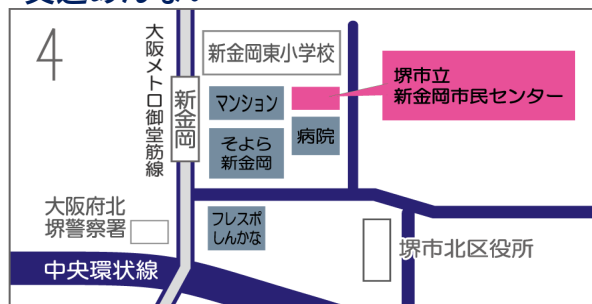 4
大阪メトロ御堂筋線
新金岡
新金岡東小学校
マンション
堺市立
新金岡市民センター
そよら
新金岡
病院
大阪府北
堺警察署
フレスポ
しんかな
堺市北区役所
中央環状線